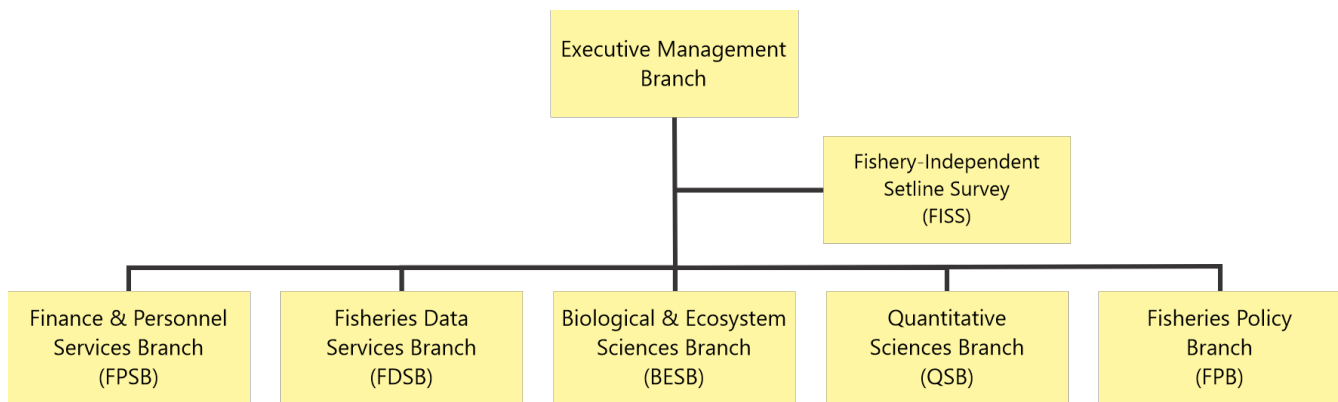 Executive Management
Branch
Fishery-Independent
Setline Survey
(FISS)
Finance & Personnel
Services Branch
(FPSB)
Fisheries Data
Services Branch
(FDSB)
Biological & Ecosystem
Sciences Branch
(BESB)
Quantitative
Sciences Branch
(QSB)
Fisheries Policy
Branch
(FPB)